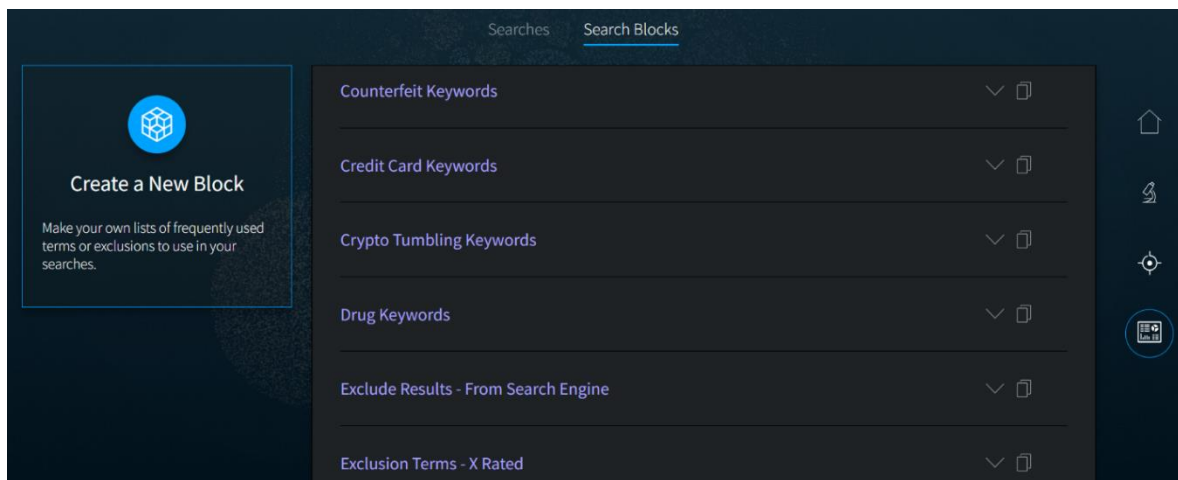 Searches
Search Blocks
Create a New Block
Make your own lists of frequently used
terms or exclusions to use in your
searches.
Counterfeit Keywords
Credit Card Keywords
Crypto Tumbling Keywords
Drug Keywords
Exclude Results - From Search Engine
Exclusion Terms - X Rated